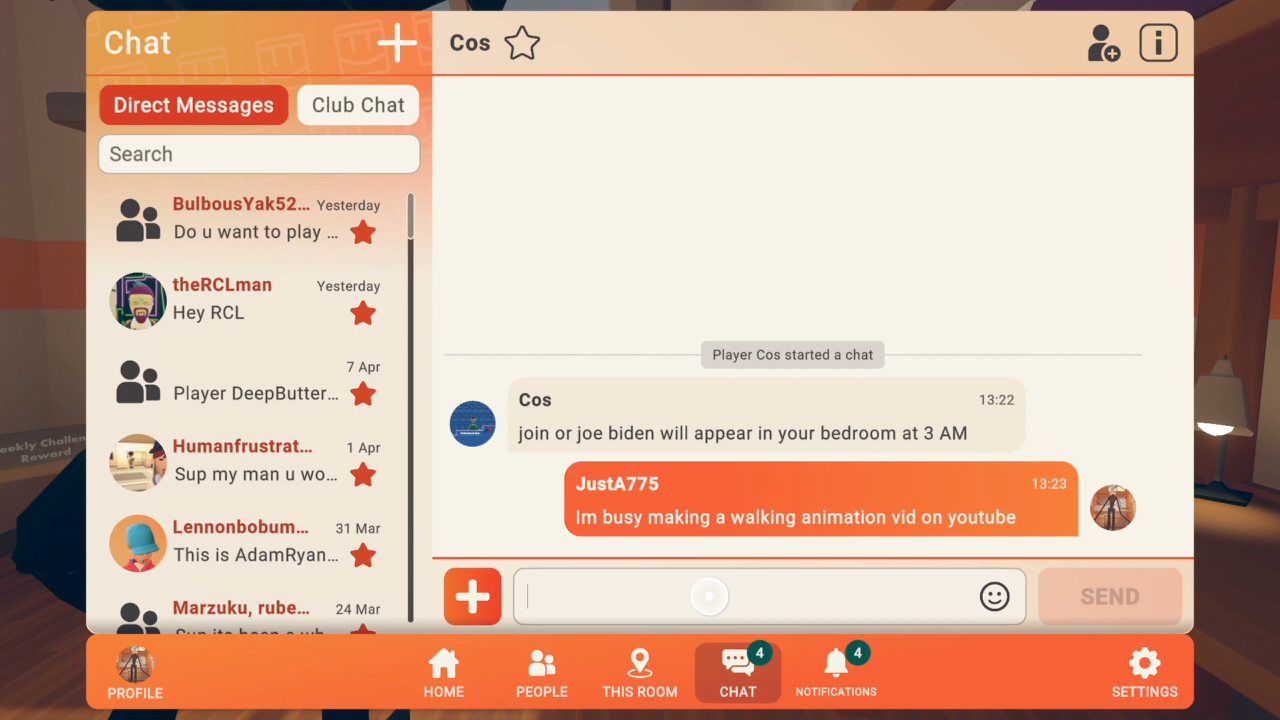 Chat
Direct Messages
Club Chat
Search
BulbousYak52... Yesterday
Do u want to play ...
theRCLman Yesterday
Hey RCL
7 Apr
Player DeepButter...
Humanfrustrat... 1 Apr
Sup my man u wo...
Lennonbobum... 31 Mar
This is AdamRyan...
Marzuku, rube... 24 Mar
Cos
Player Cos started a chat
Cos 13:22
join or joe biden will appear in your bedroom at 3 AM
JustA775 13:23
Im busy making a walking animation vid on youtube
SEND
eekly Challen
Reward
PROFILE
HOME
PEOPLE
THIS ROOM
CHAT 4
NOTIFICATIONS 4
SETTINGS